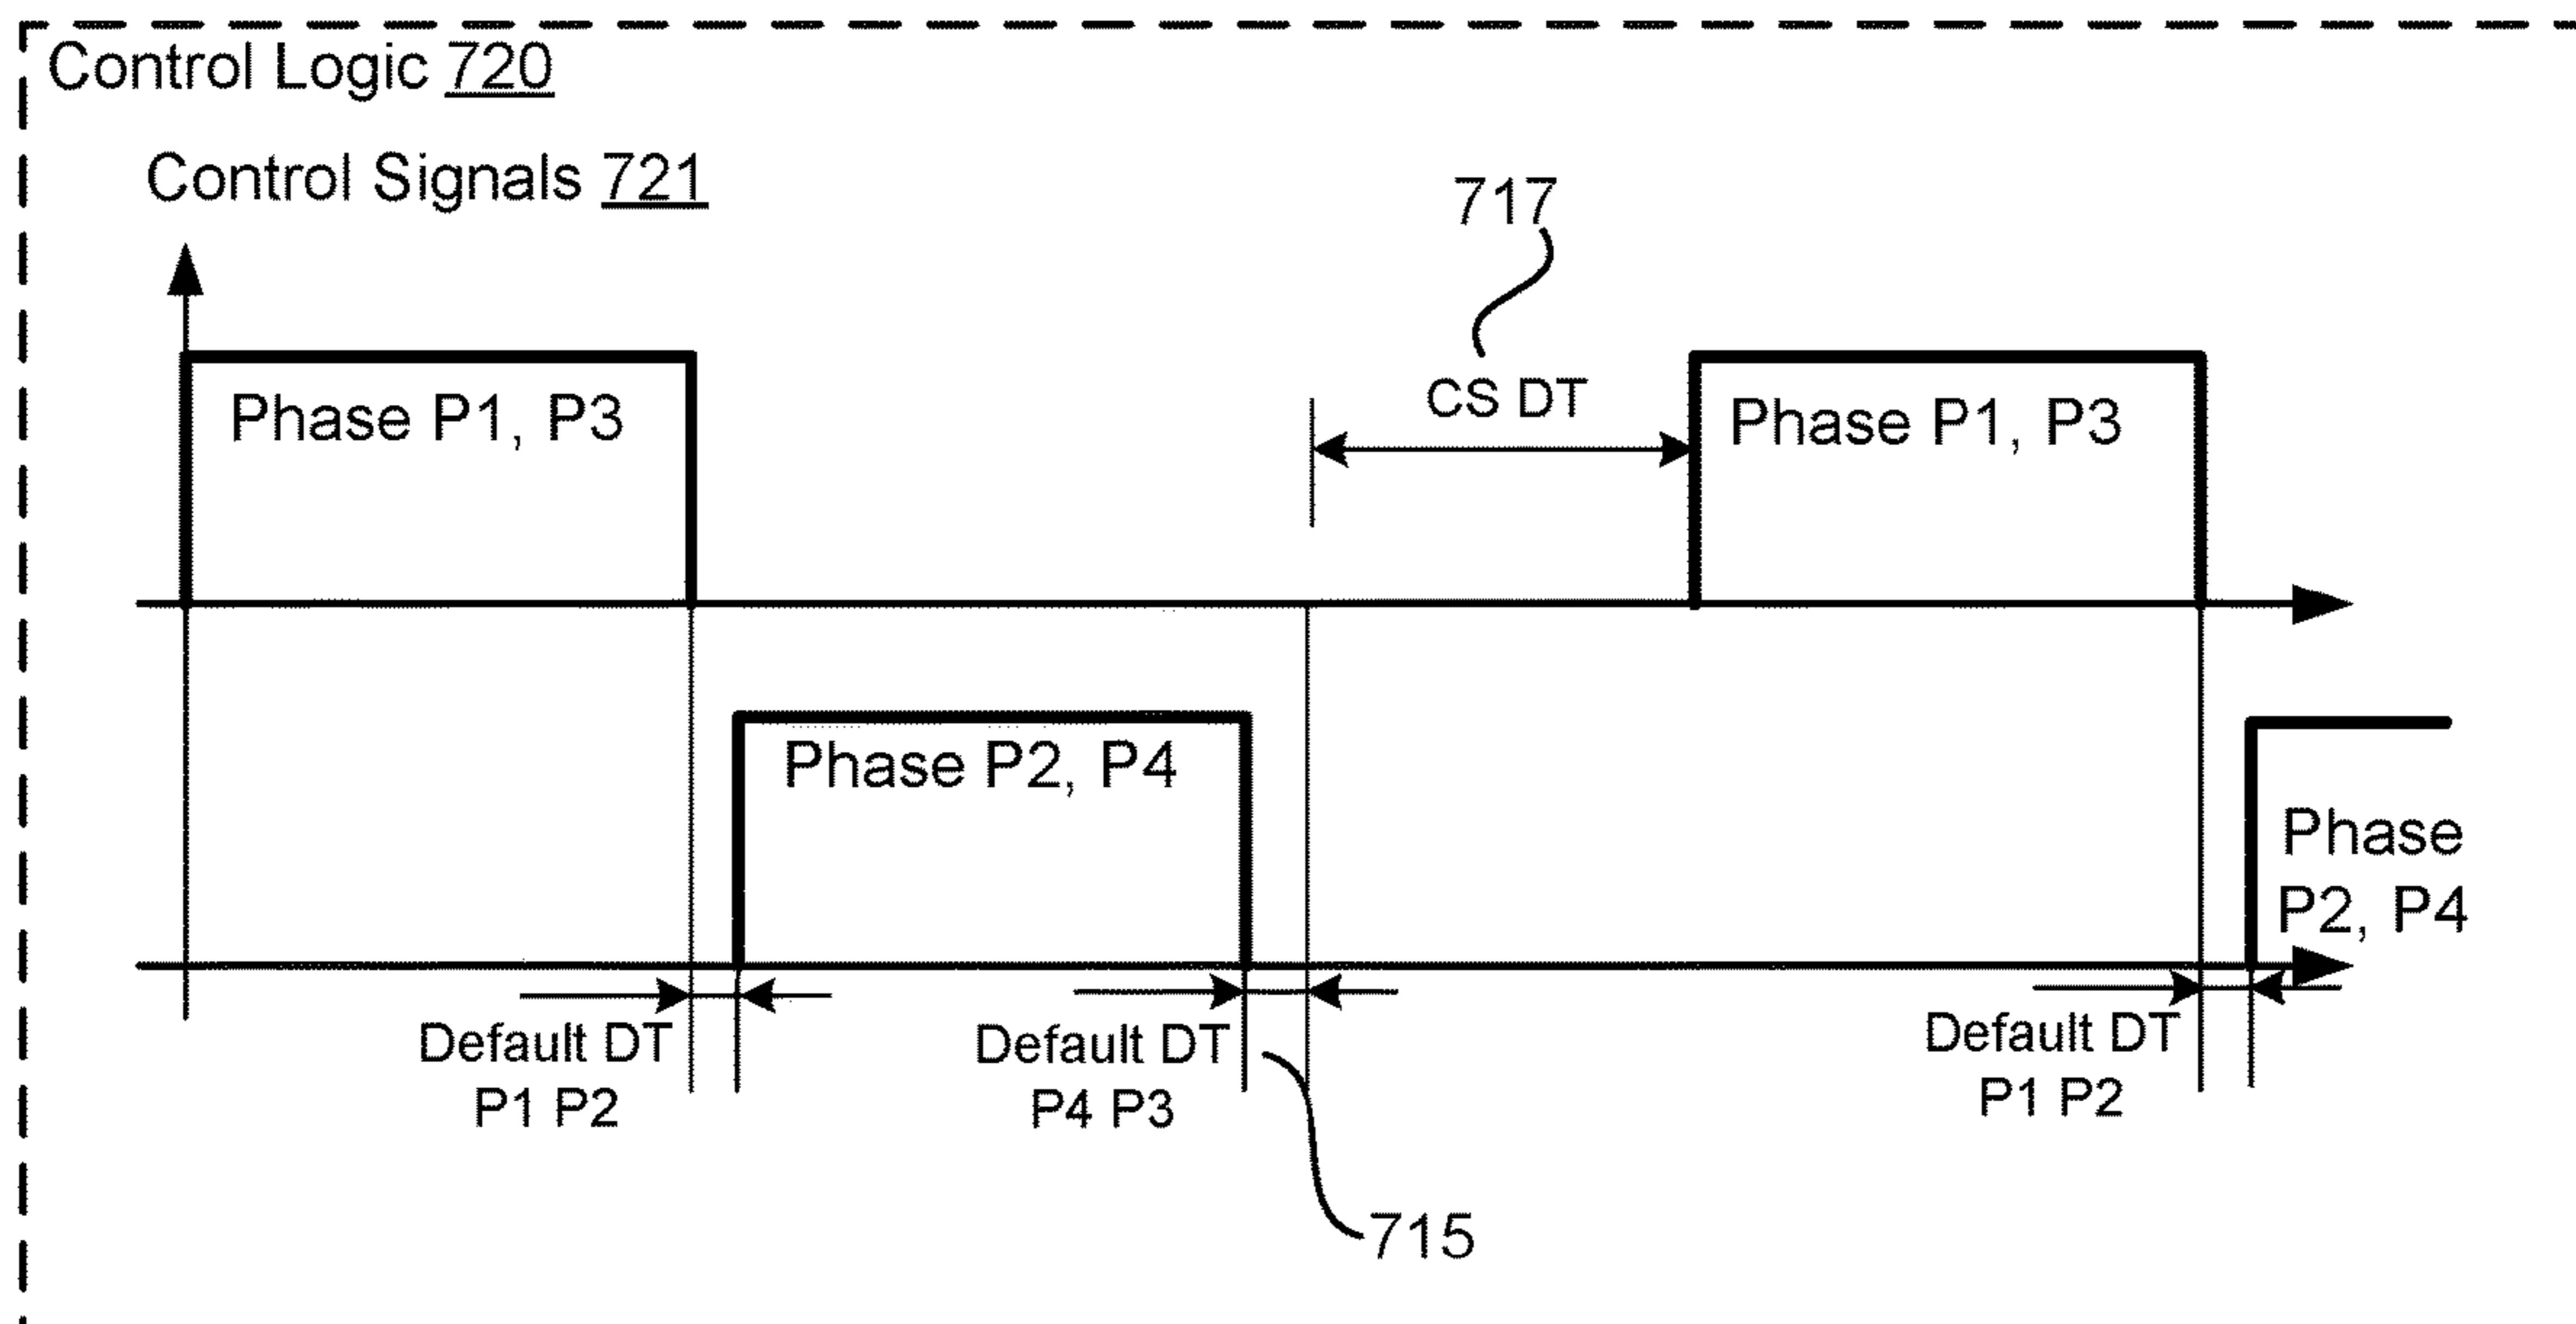 Control Logic 720
Control Signals 721
717
CS DT
Phase P1, P3
Phase P1, P3
Phase P2, P4
Phase
P2, P4
Default DT
P1 P2
Default DT
P4 P3
Default DT
P1 P2
715